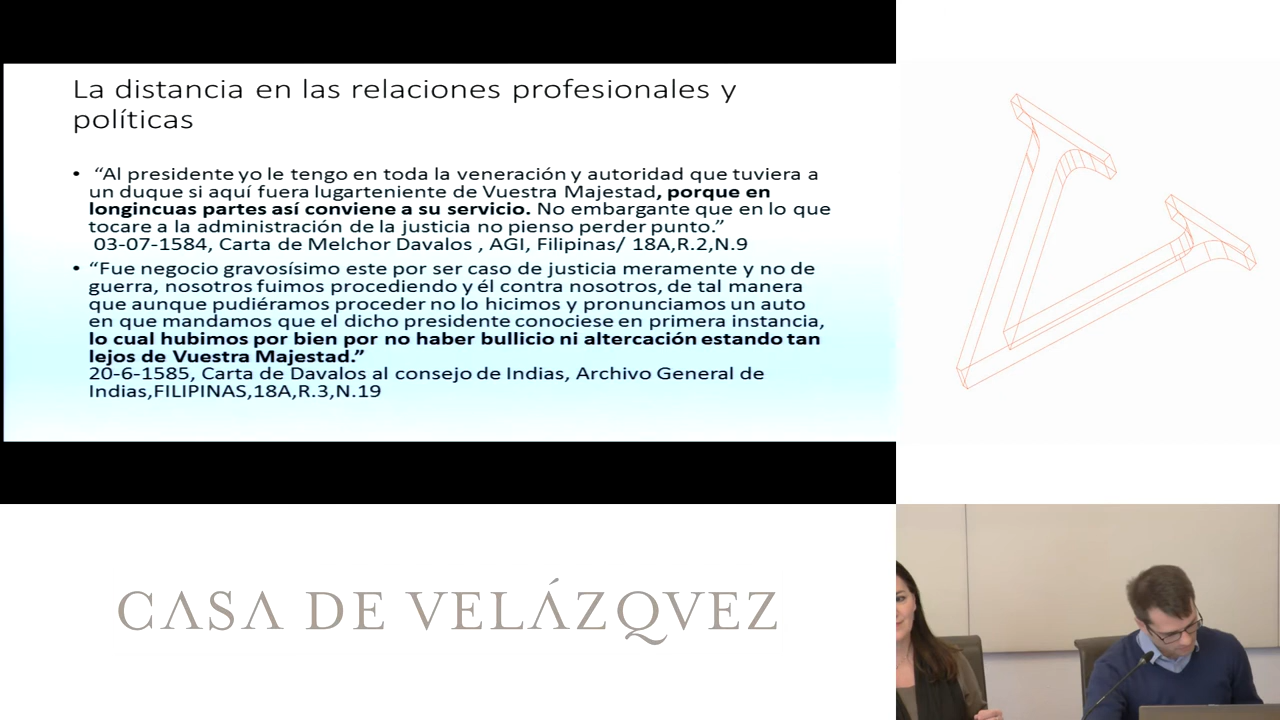 La distancia en las relaciones profesionales y
políticas
• “Al presidente yo le tengo en toda la veneración y autoridad que tuviera a
un duque si aquí fuera lugarteniente de Vuestra Majestad, porque en
longincuas partes así conviene a su servicio. No embargante que en lo que
tocare a la administración de la justicia no pienso perder punto.”
03-07-1584, Carta de Melchor Davalos , AGI, Filipinas/ 18A,R.2,N.9
• “Fue negocio gravosísimo este por ser caso de justicia meramente y no de
guerra, nosotros fuimos procediendo y él contra nosotros, de tal manera
que aunque pudiéramos proceder no lo hicimos y pronunciamos un auto
en que mandamos que el dicho presidente conociese en primera instancia,
lo cual hubimos por bien por no haber bullicio ni altercación estando tan
lejos de Vuestra Majestad.”
20-6-1585, Carta de Davalos al consejo de Indias, Archivo General de
Indias,FILIPINAS,18A,R.3,N.19
CASA DE VELÁZQVEZ